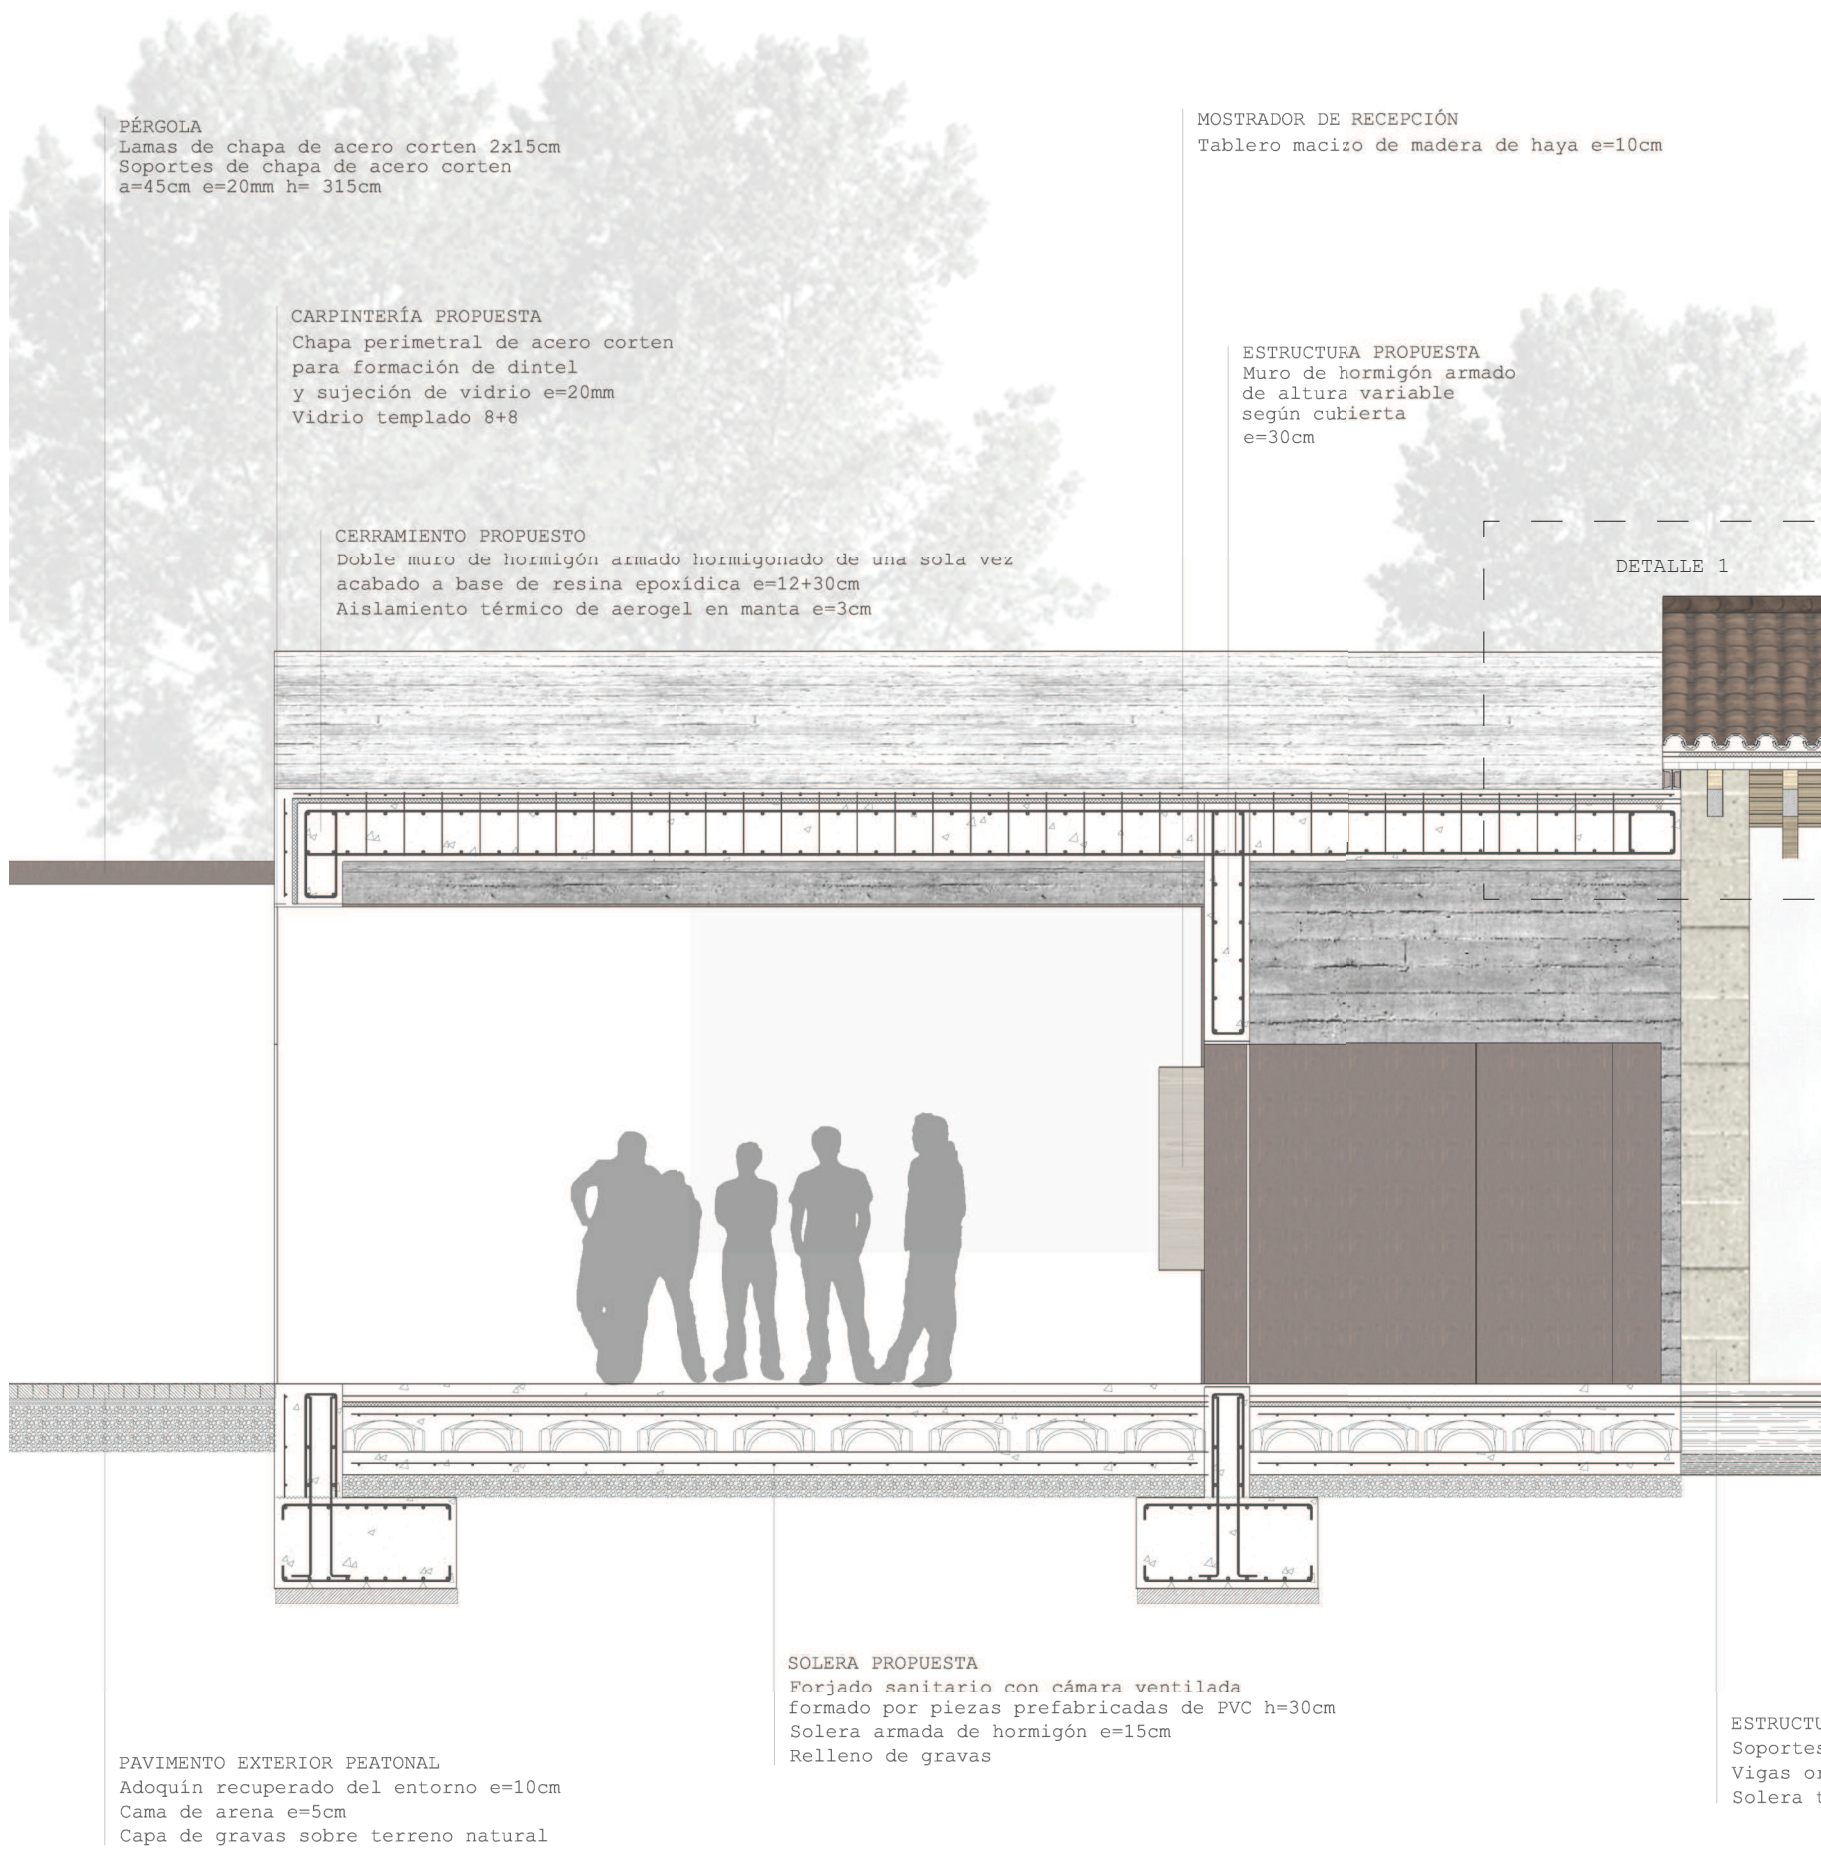 PÉRGOLA
Lamas de chapa de acero corten 2x15cm
Soportes de chapa de acero corten
a=45cm e=20mm h= 315cm
MOSTRADOR DE RECEPCIÓN
Tablero macizo de madera de haya e=10cm
CARPINTERÍA PROPUESTA
Chapa perimetral de acero corten
para formación de dintel
y sujeción de vidrio e=20mm
Vidrio templado 8+8
ESTRUCTURA PROPUESTA
Muro de hormigón armado
de altura variable
según cubierta
e=30cm
CERRAMIENTO PROPUESTO
Doble muro de hormigón armado hormigonado de una sola vez
acabado a base de resina epoxídica e=12+30cm
Aislamiento térmico de aerogel en manta e=3cm
DETALLE 1
SOLERA PROPUESTA
Forjado sanitario con cámara ventilada
formado por piezas prefabricadas de PVC h=30cm
Solera armada de hormigón e=15cm
Relleno de gravas
PAVIMENTO EXTERIOR PEATONAL
Adoquín recuperado del entorno e=10cm
Cama de arena e=5cm
Capa de gravas sobre terreno natural
ESTRUCTU
Soportes
Vigas or
Solera t